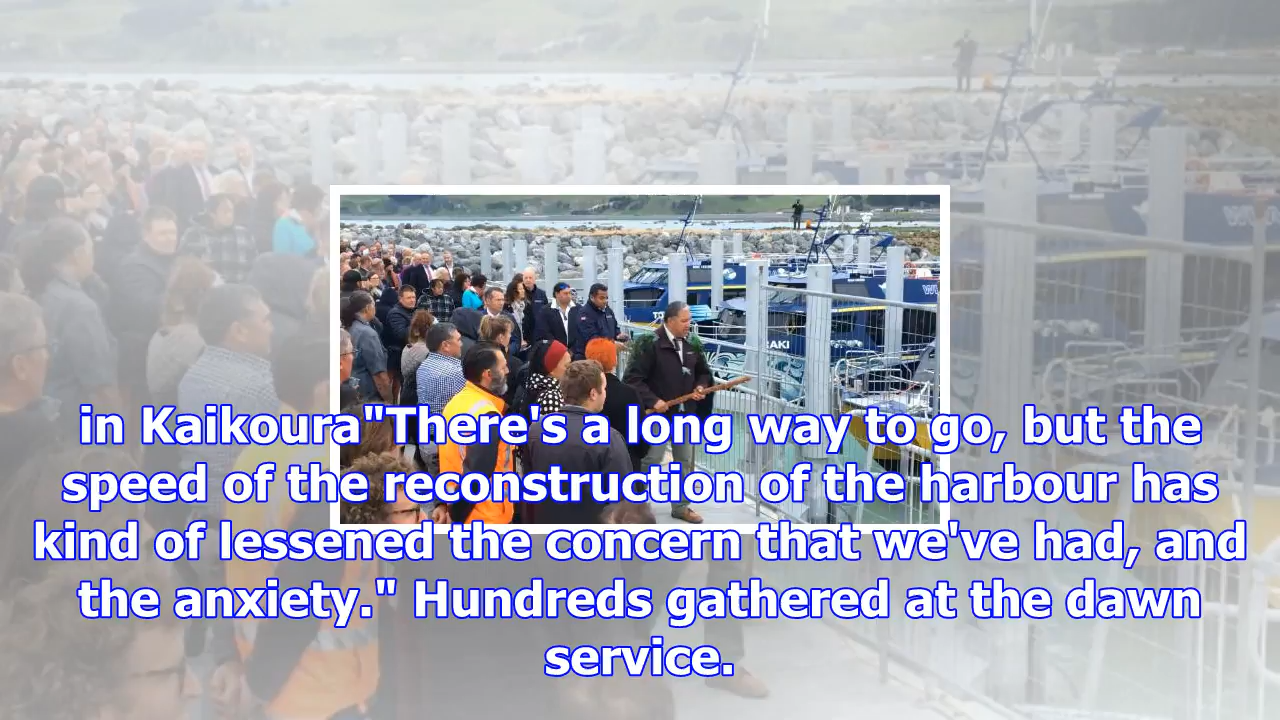 in Kaikoura"There's a long way to go, but the
speed of the reconstruction of the harbour has
kind of lessened the concern that we've had, and
the anxiety." Hundreds gathered at the dawn
service.